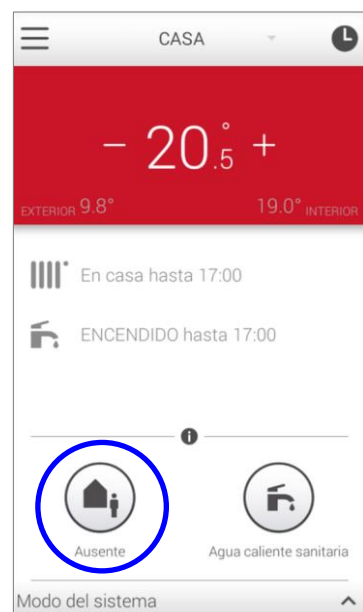 CASA
− 20.5° +
EXTERIOR 9.8° 19.0° INTERIOR
En casa hasta 17:00
ENCENDIDO hasta 17:00
Ausente Agua caliente sanitaria
Modo del sistema